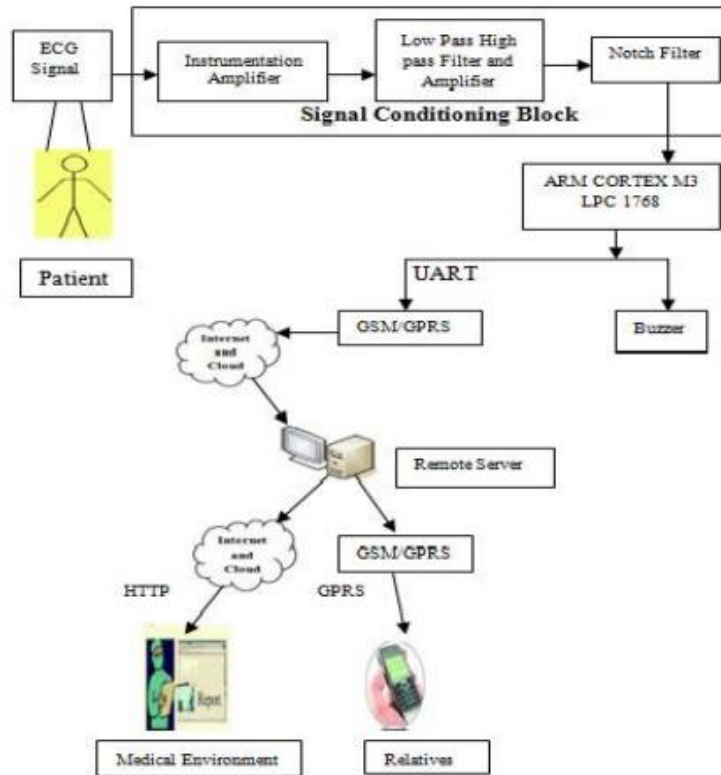 ECG
Signal
Instrumentation
Amplifier
Low Pass High
pass Filter and
Amplifier
Notch Filter
Signal Conditioning Block
ARM CORTEX M3
LPC 1768
Patient
UART
GSM/GPRS
Buzzer
Internet
and
Cloud
Remote Server
Internet
and
Cloud
GSM/GPRS
HTTP
GPRS
Report
Medical Environment
Relatives